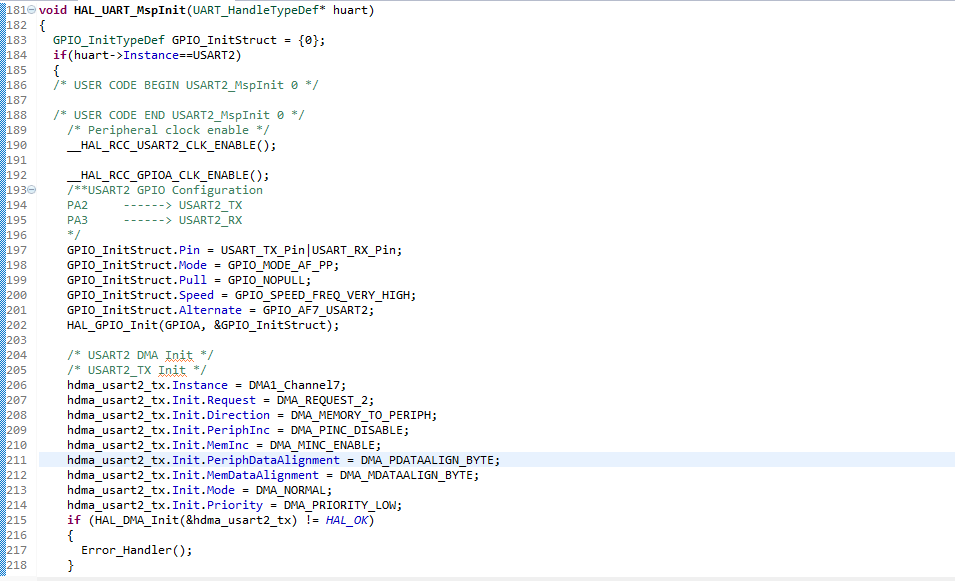 181 void HAL_UART_MspInit(UART_HandleTypeDef* huart)
182 {
183   GPIO_InitTypeDef GPIO_InitStruct = {0};
184   if(huart->Instance==USART2)
185   {
186   /* USER CODE BEGIN USART2_MspInit 0 */
187
188   /* USER CODE END USART2_MspInit 0 */
189     /* Peripheral clock enable */
190     __HAL_RCC_USART2_CLK_ENABLE();
191
192     __HAL_RCC_GPIOA_CLK_ENABLE();
193     /**USART2 GPIO Configuration
194     PA2     ------> USART2_TX
195     PA3     ------> USART2_RX
196     */
197     GPIO_InitStruct.Pin = USART_TX_Pin|USART_RX_Pin;
198     GPIO_InitStruct.Mode = GPIO_MODE_AF_PP;
199     GPIO_InitStruct.Pull = GPIO_NOPULL;
200     GPIO_InitStruct.Speed = GPIO_SPEED_FREQ_VERY_HIGH;
201     GPIO_InitStruct.Alternate = GPIO_AF7_USART2;
202     HAL_GPIO_Init(GPIOA, &GPIO_InitStruct);
203
204     /* USART2 DMA Init */
205     /* USART2_TX Init */
206     hdma_usart2_tx.Instance = DMA1_Channel7;
207     hdma_usart2_tx.Init.Request = DMA_REQUEST_2;
208     hdma_usart2_tx.Init.Direction = DMA_MEMORY_TO_PERIPH;
209     hdma_usart2_tx.Init.PeriphInc = DMA_PINC_DISABLE;
210     hdma_usart2_tx.Init.MemInc = DMA_MINC_ENABLE;
211     hdma_usart2_tx.Init.PeriphDataAlignment = DMA_PDATAALIGN_BYTE;
212     hdma_usart2_tx.Init.MemDataAlignment = DMA_MDATAALIGN_BYTE;
213     hdma_usart2_tx.Init.Mode = DMA_NORMAL;
214     hdma_usart2_tx.Init.Priority = DMA_PRIORITY_LOW;
215     if (HAL_DMA_Init(&hdma_usart2_tx) != HAL_OK)
216     {
217       Error_Handler();
218     }